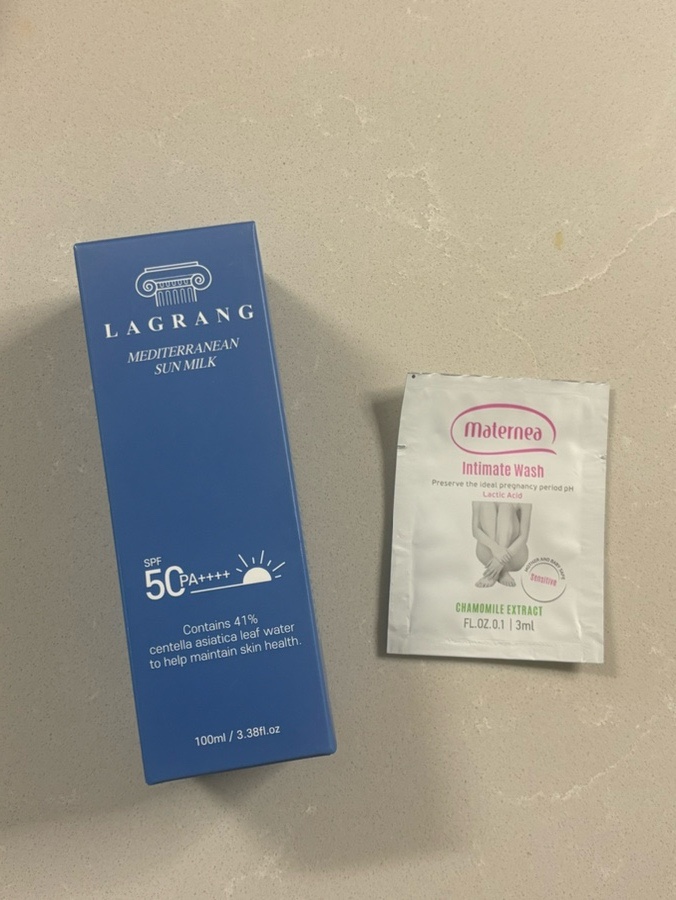 LAGRANG
MEDITERRANEAN
SUN MILK
SPF
50 PA++++
Contains 41%
centella asiatica leaf water
to help maintain skin health.
100ml / 3.38fl.oz
maternea
Intimate Wash
Preserve the ideal pregnancy period pH
Lactic Acid
Sensitive
CHAMOMILE EXTRACT
FL.OZ.0.1 | 3ml